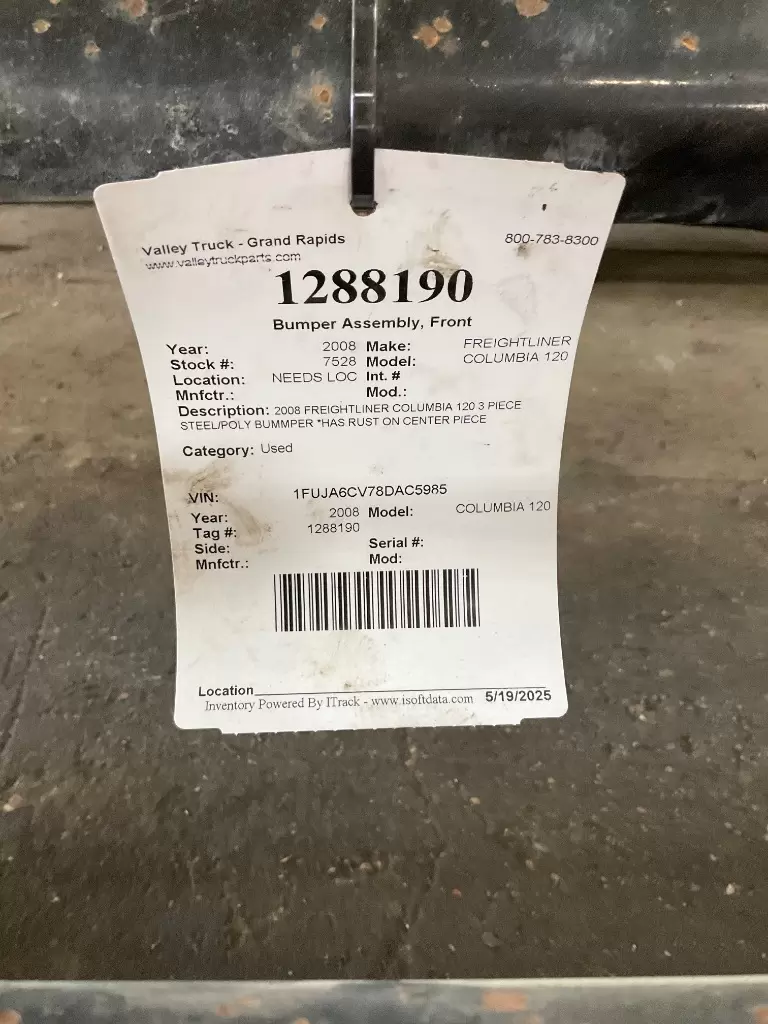 Valley Truck - Grand Rapids 800-783-8300
www.valleytruckparts.com
1288190
Bumper Assembly, Front
Year: 2008 Make: FREIGHTLINER
Stock #: 7528 Model: COLUMBIA 120
Location: NEEDS LOC Int. #
Mnfctr.: Mod.:
Description: 2008 FREIGHTLINER COLUMBIA 120 3 PIECE
STEEL/POLY BUMMPER *HAS RUST ON CENTER PIECE
Category: Used
VIN: 1FUJA6CV78DAC5985
Year: 2008 Model: COLUMBIA 120
Tag #: 1288190
Side: Serial #:
Mnfctr.: Mod:
Location
Inventory Powered By ITrack - www.isoftdata.com 5/19/2025